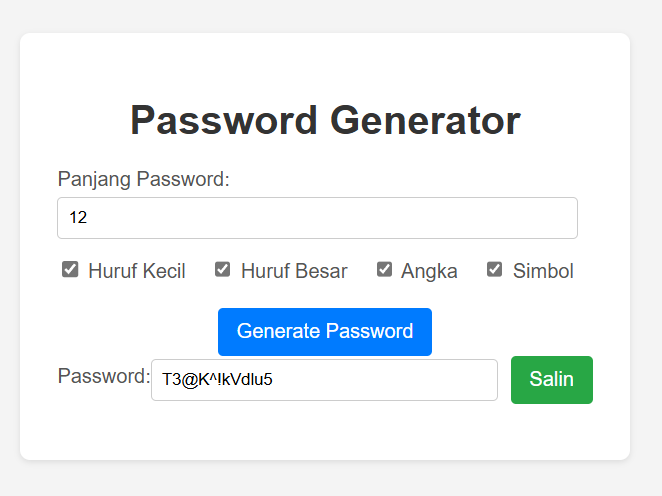 Password Generator
Panjang Password:
12
Huruf Kecil Huruf Besar Angka Simbol
Generate Password
Password: T3@K^!kVdlu5 Salin